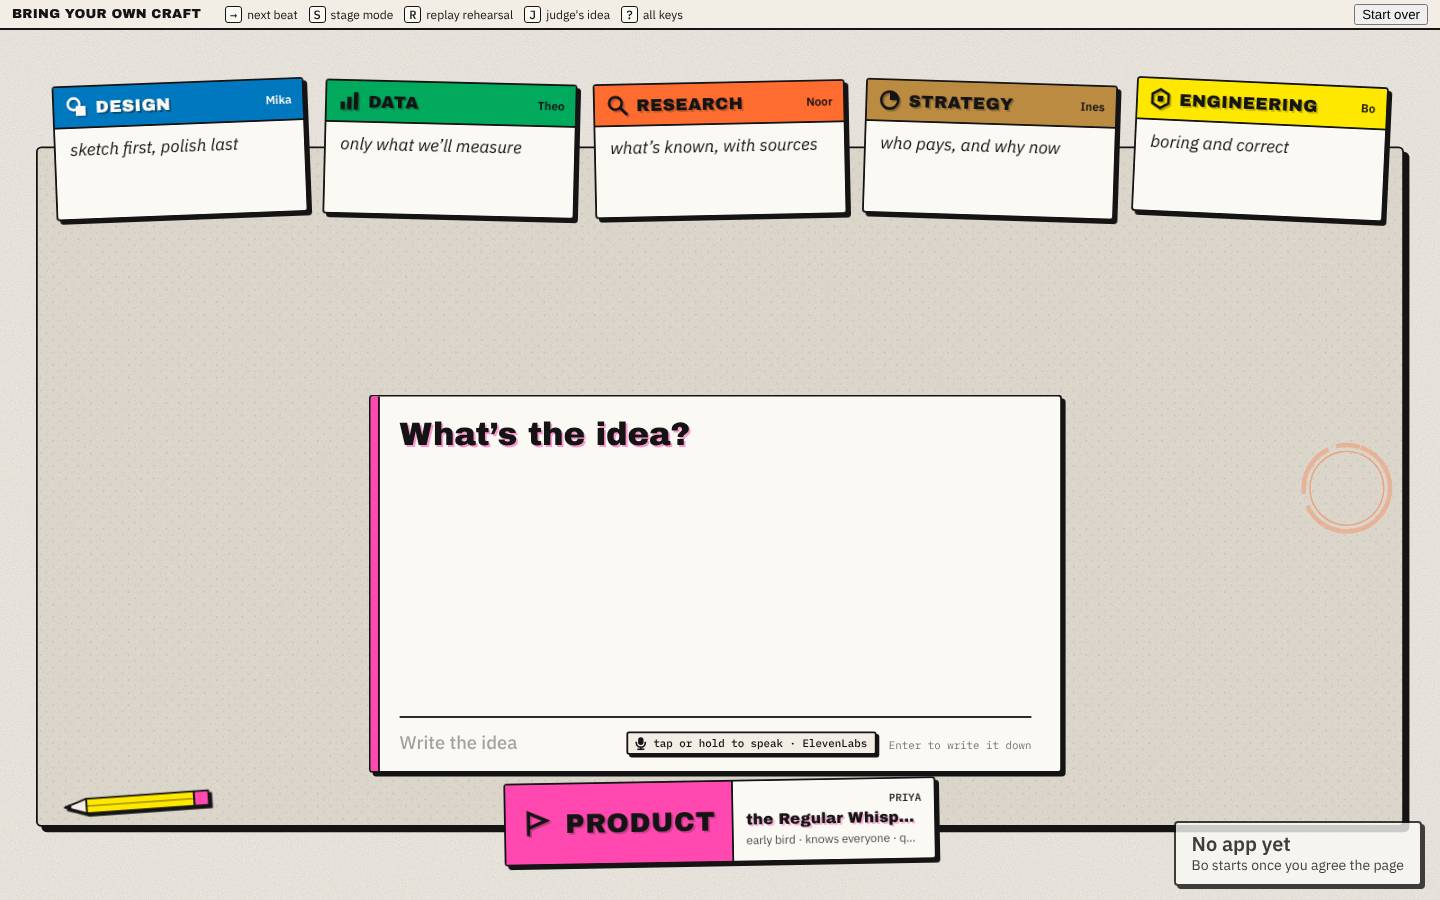 BRING YOUR OWN CRAFT → next beat S stage mode R replay rehearsal J judge's idea ? all keys Start over
DESIGN Mika
sketch first, polish last
DATA Theo
only what we’ll measure
RESEARCH Noor
what’s known, with sources
STRATEGY Ines
who pays, and why now
ENGINEERING Bo
boring and correct
What’s the idea?
Write the idea tap or hold to speak · ElevenLabs Enter to write it down
PRODUCT
PRIYA
the Regular Whisp…
early bird · knows everyone · q…
No app yet
Bo starts once you agree the page